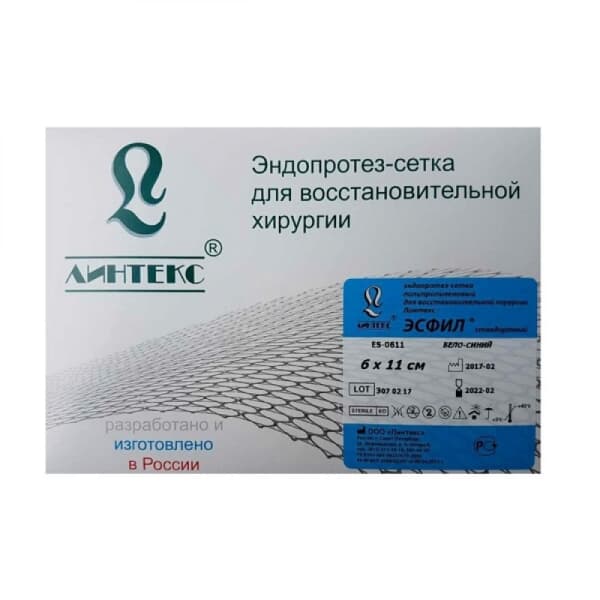 Эндопротез-сетка
для восстановительной
хирургии
®
ЛИНТЕКС
эндопротез-сетка
полипропиленовый
для восстановительной хирургии
Линтекс
ЛИНТЕКС ЭСФИЛ® стандартный
ES-0611 БЕЛО-СИНИЙ
6 x 11 см 2017-02
LOT 307 02 17 2022-02
STERILE EO
ООО «Линтекс»
разработано и
изготовлено
в России